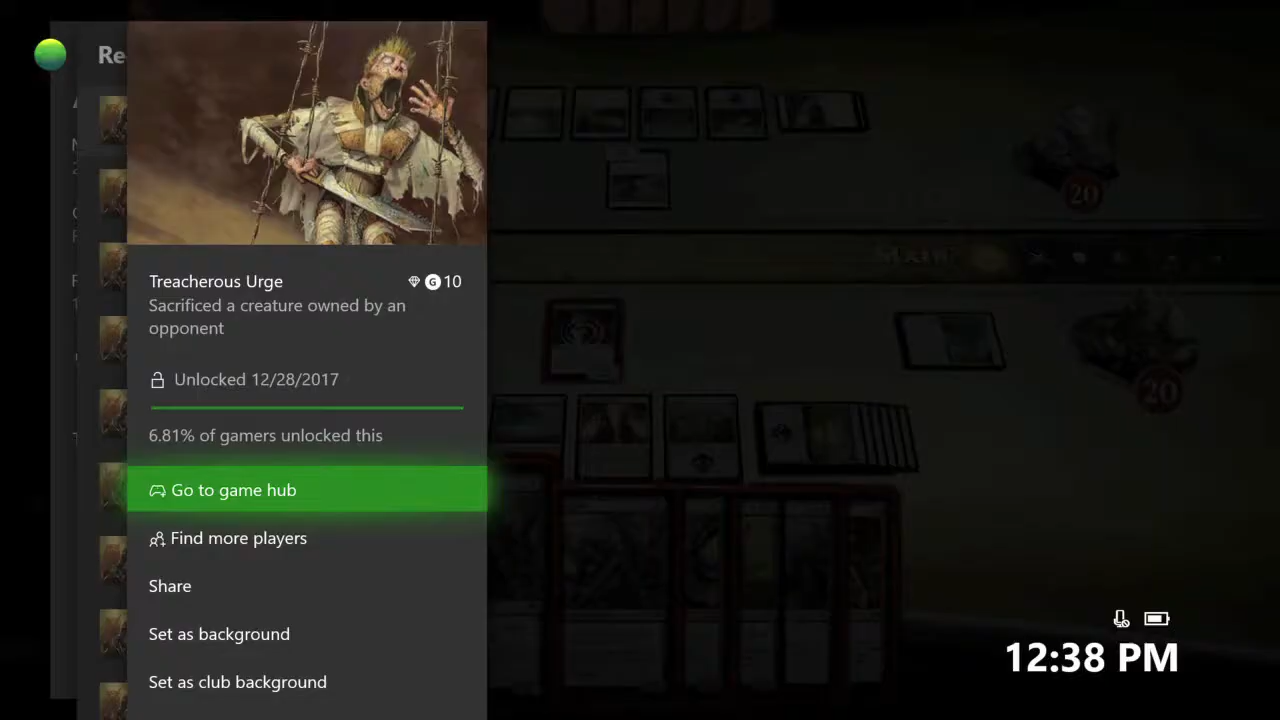 Re
Treacherous Urge
G 10
Sacrificed a creature owned by an
opponent
Unlocked 12/28/2017
6.81% of gamers unlocked this
Go to game hub
Find more players
Share
Set as background
Set as club background
20
20
12:38 PM